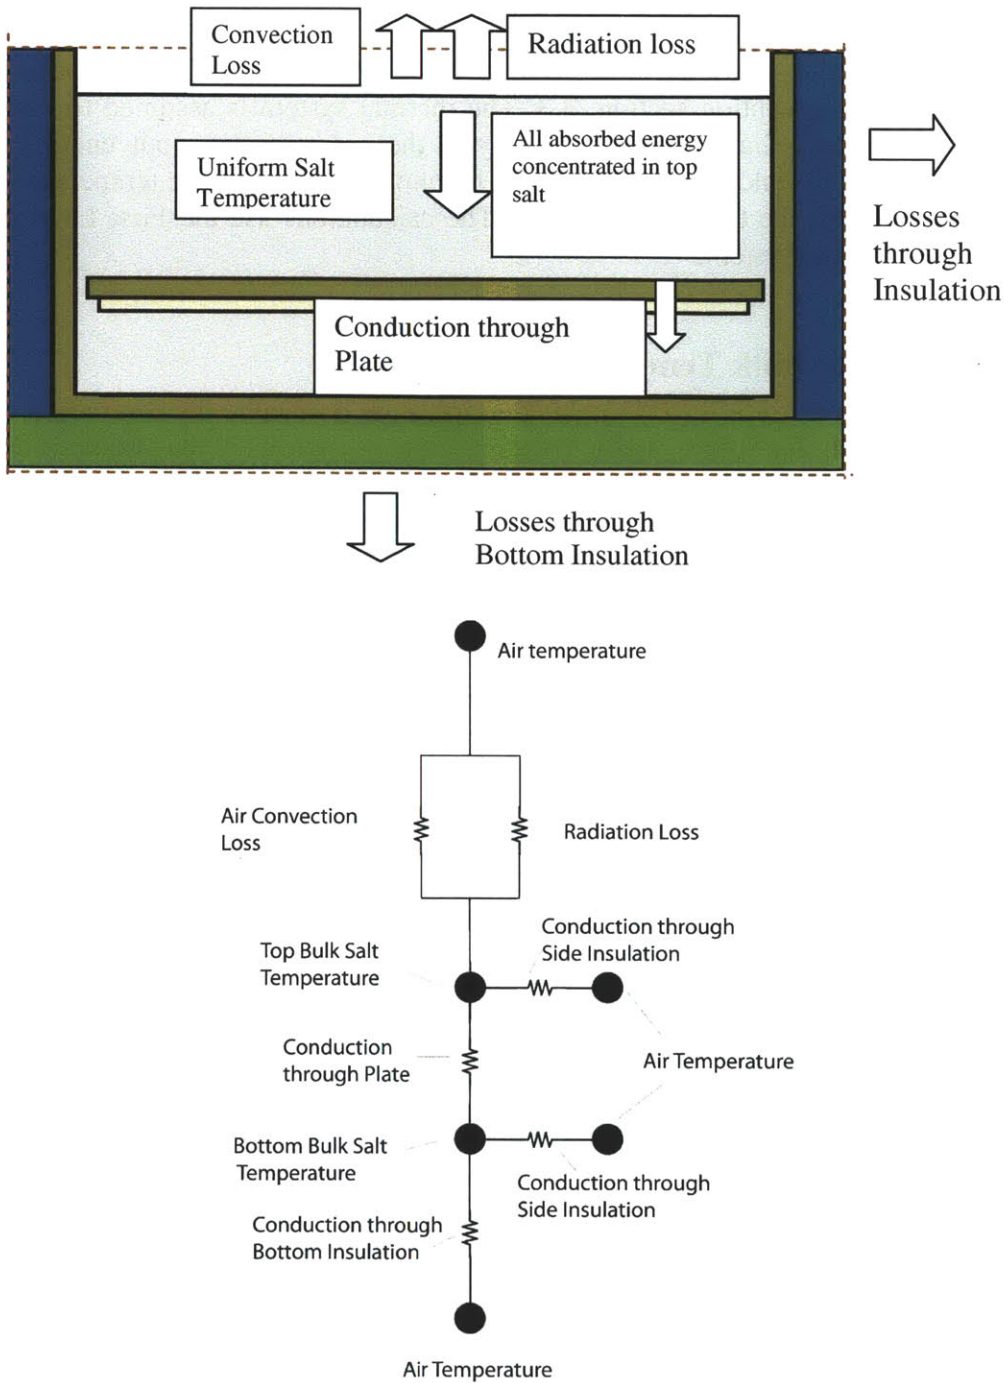 Convection
Loss
Radiation loss
Uniform Salt
Temperature
All absorbed energy
concentrated in top
salt
Losses
through
Insulation
Conduction through
Plate
Losses through
Bottom Insulation
Air temperature
Air Convection
Loss
Radiation Loss
Conduction through
Side Insulation
Top Bulk Salt
Temperature
Conduction
through Plate
Air Temperature
Bottom Bulk Salt
Temperature
Conduction through
Side Insulation
Conduction through
Bottom Insulation
Air Temperature